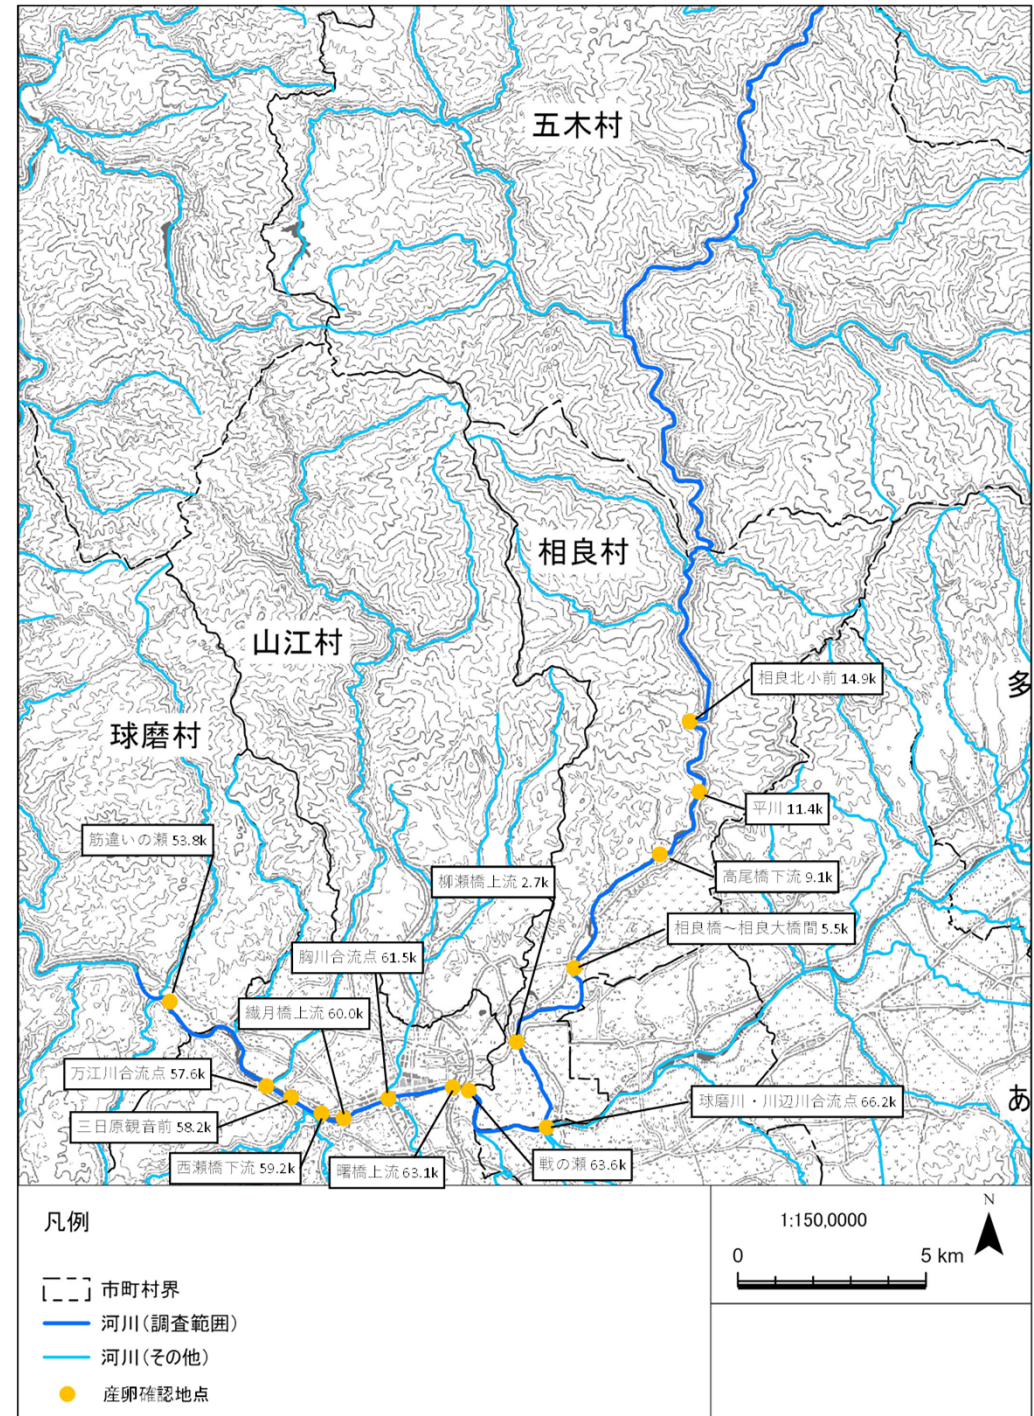 五木村
相良村
山江村
相良北小前 14.9k
多
球磨村
平川 11.4k
筋違いの瀬 53.8k
柳瀬橋上流 2.7k
高尾橋下流 9.1k
相良橋～相良大橋間 5.5k
胸川合流点 61.5k
繊月橋上流 60.0k
万江川合流点 57.6k
球磨川・川辺川合流点 66.2k
あ
三日原観音前 58.2k
西瀬橋下流 59.2k
曙橋上流 63.1k
戦の瀬 63.6k
凡例
市町村界
河川（調査範囲）
河川（その他）
産卵確認地点
1:150,0000
N
0
5 km